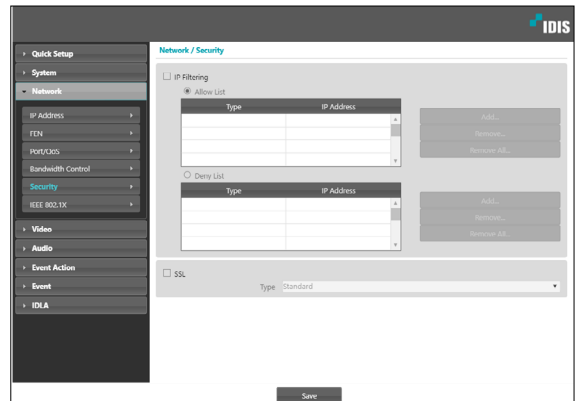 IDIS
Quick Setup
System
Network
IP Address
FEN
Port/QoS
Bandwidth Control
Security
IEEE 802.1X
Video
Audio
Event Action
Event
IDLA
Network / Security
IP Filtering
Allow List
Type IP Address
Add...
Remove...
Remove All...
Deny List
Type IP Address
Add...
Remove...
Remove All...
SSL
Type Standard
Save